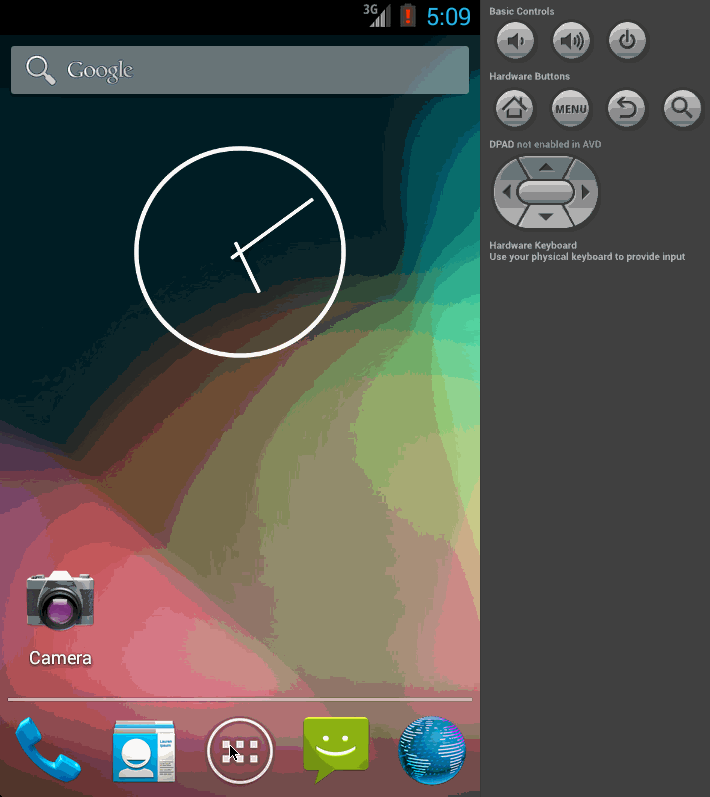 3G
5:09
Google
Camera
Basic Controls
Hardware Buttons
MENU
DPAD not enabled in AVD
Hardware Keyboard
Use your physical keyboard to provide input